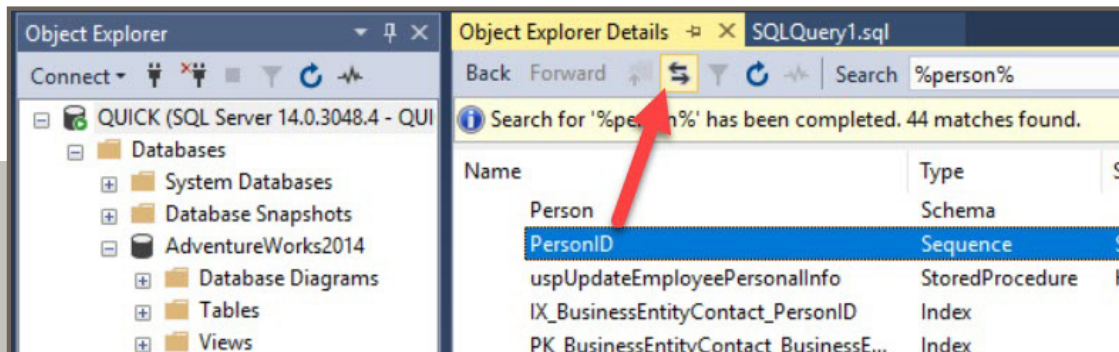 Object Explorer
Connect
QUICK (SQL Server 14.0.3048.4 - QUI
Databases
System Databases
Database Snapshots
AdventureWorks2014
Database Diagrams
Tables
Views
Object Explorer Details
SQLQuery1.sql
Back Forward Search %person%
Search for '%person%' has been completed. 44 matches found.
Name Type
Person Schema
PersonID Sequence
uspUpdateEmployeePersonalInfo StoredProcedure
IX_BusinessEntityContact_PersonID Index
PK_BusinessEntityContact_BusinessE... Index